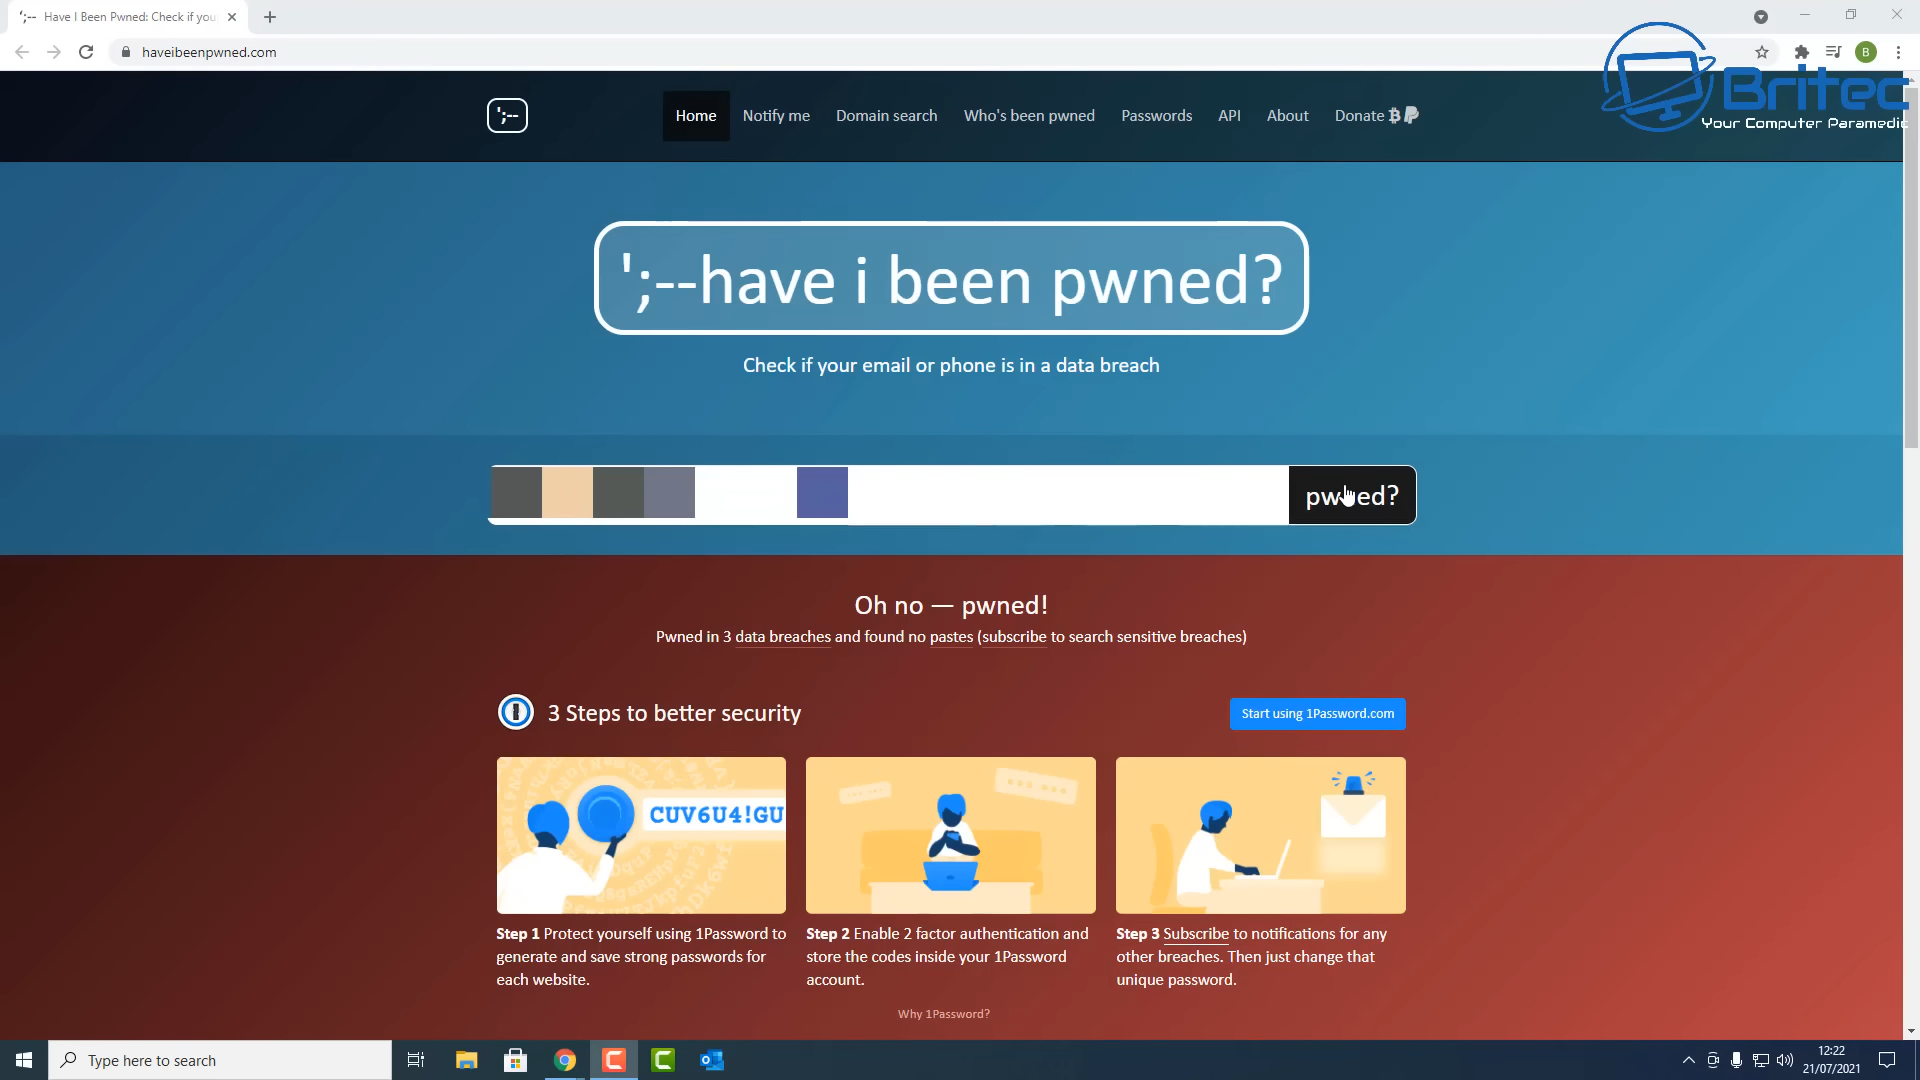 ';-- Have I Been Pwned: Check if you
haveibeenpwned.com
B
Britec
Your Computer Paramedic
';--
Home Notify me Domain search Who's been pwned Passwords API About Donate
';--have i been pwned?
Check if your email or phone is in a data breach
pwned?
Oh no — pwned!
Pwned in 3 data breaches and found no pastes (subscribe to search sensitive breaches)
3 Steps to better security
Start using 1Password.com
CUV6U4!GU
Step 1 Protect yourself using 1Password to
generate and save strong passwords for
each website.
Step 2 Enable 2 factor authentication and
store the codes inside your 1Password
account.
Step 3 Subscribe to notifications for any
other breaches. Then just change that
unique password.
Why 1Password?
Type here to search
12:22
21/07/2021